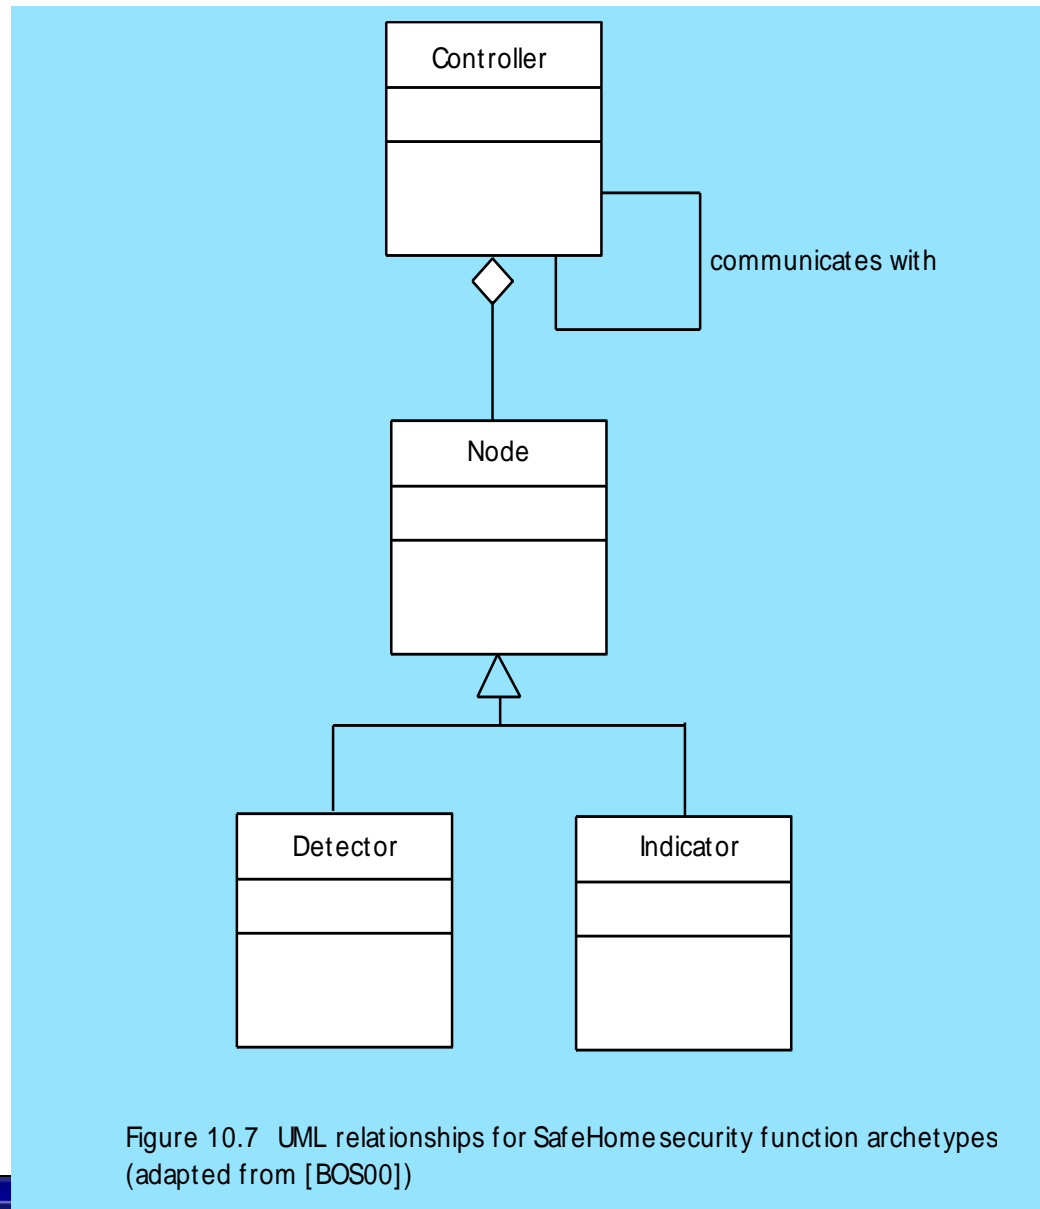 Controller
communicates with
Node
Detector
Indicator
Figure 10.7 UML relationships for SafeHome security function archetypes
(adapted from [BOS00])